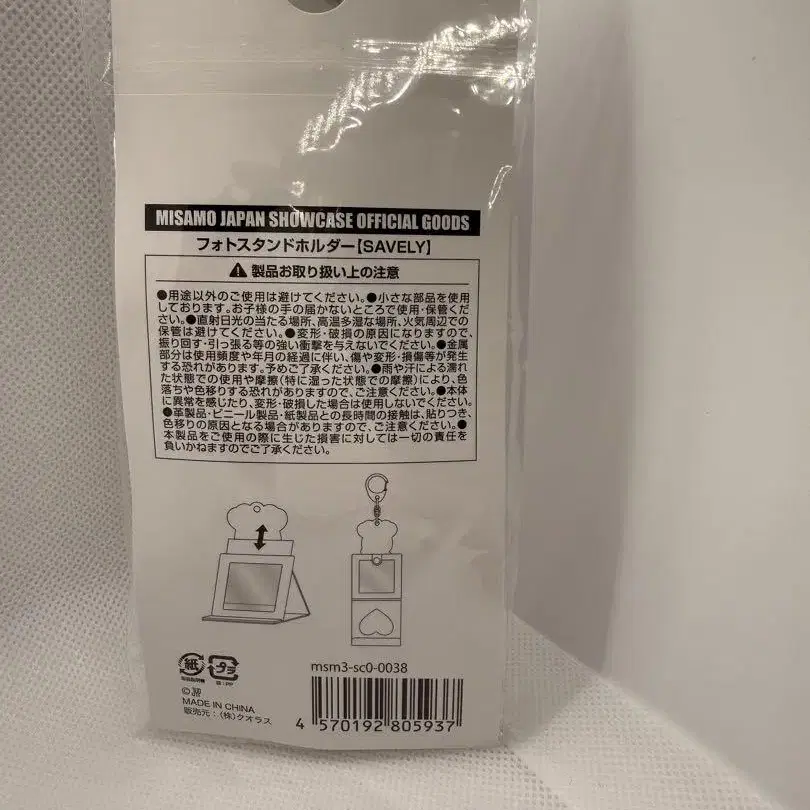 MISAMO JAPAN SHOWCASE OFFICIAL GOODS
フォトスタンドホルダー【SAVELY】
⚠ 製品お取り扱い上の注意
●用途以外のご使用は避けてください。●小さな部品を使用
しております。お子様の手の届かないところで使用・保管くだ
さい。●直射日光の当たる場所、高温多湿な場所、火気周辺での
保管は避けてください。●変形・破損の原因になりますので、
振り回す・引っ張る等の強い衝撃を与えないでください。●金属
部分は使用頻度や年月の経過に伴い、傷や変形・損傷等が発生
する恐れがあります。予めご了承ください。●雨や汗による濡れ
た状態での使用や摩擦(特に湿った状態での摩擦)により、色
落ちや色移りする恐れがありますので、ご注意ください。●本体
に異常を感じたり、変形・破損した場合は使用しないでください。
●革製品・ビニール製品・紙製品との長時間の接触は、貼りつき、
色移りの原因となる場合がありますので、ご注意ください。●
本製品をご使用の際に生じた損害に対しては一切の責任を
負いかねますのでご了承ください。
紙
プラ
袋:PP
msm3-sc0-0038
MADE IN CHINA
販売元:(株)クオラス
4 570192 805937